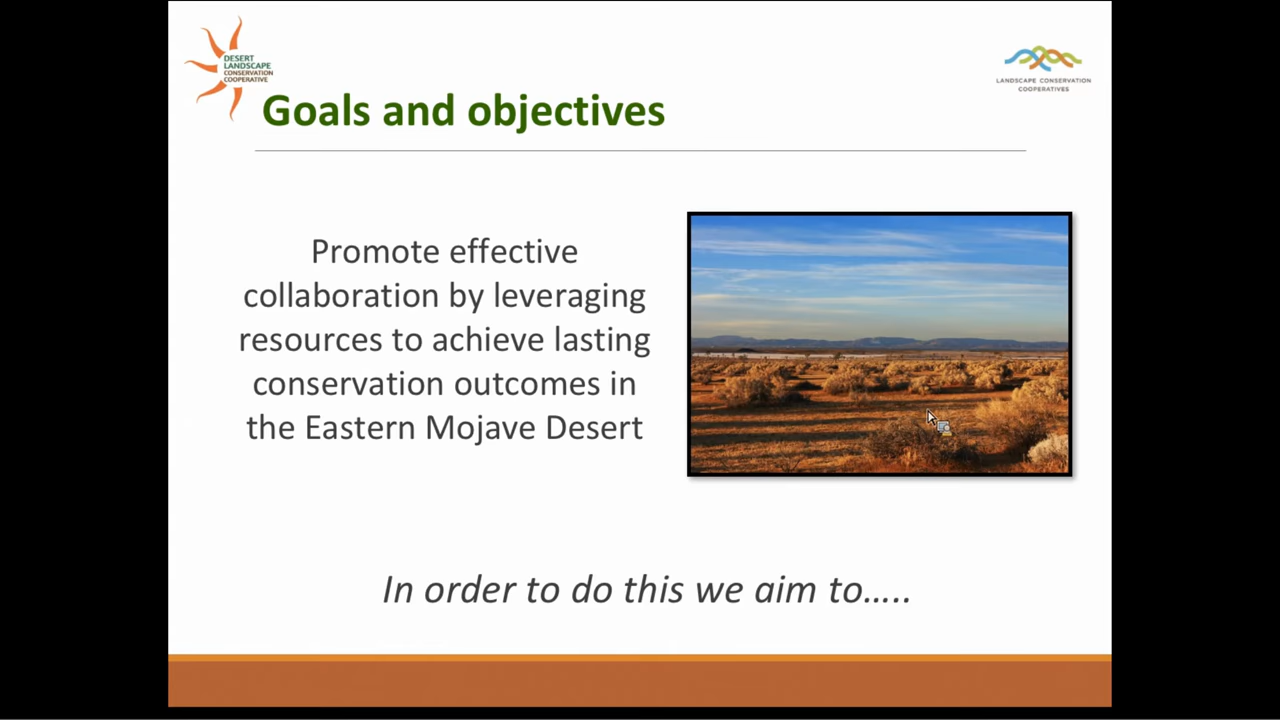 DESERT
LANDSCAPE
CONSERVATION
COOPERATIVE
LANDSCAPE CONSERVATION
COOPERATIVES
Goals and objectives
Promote effective
collaboration by leveraging
resources to achieve lasting
conservation outcomes in
the Eastern Mojave Desert
In order to do this we aim to…..